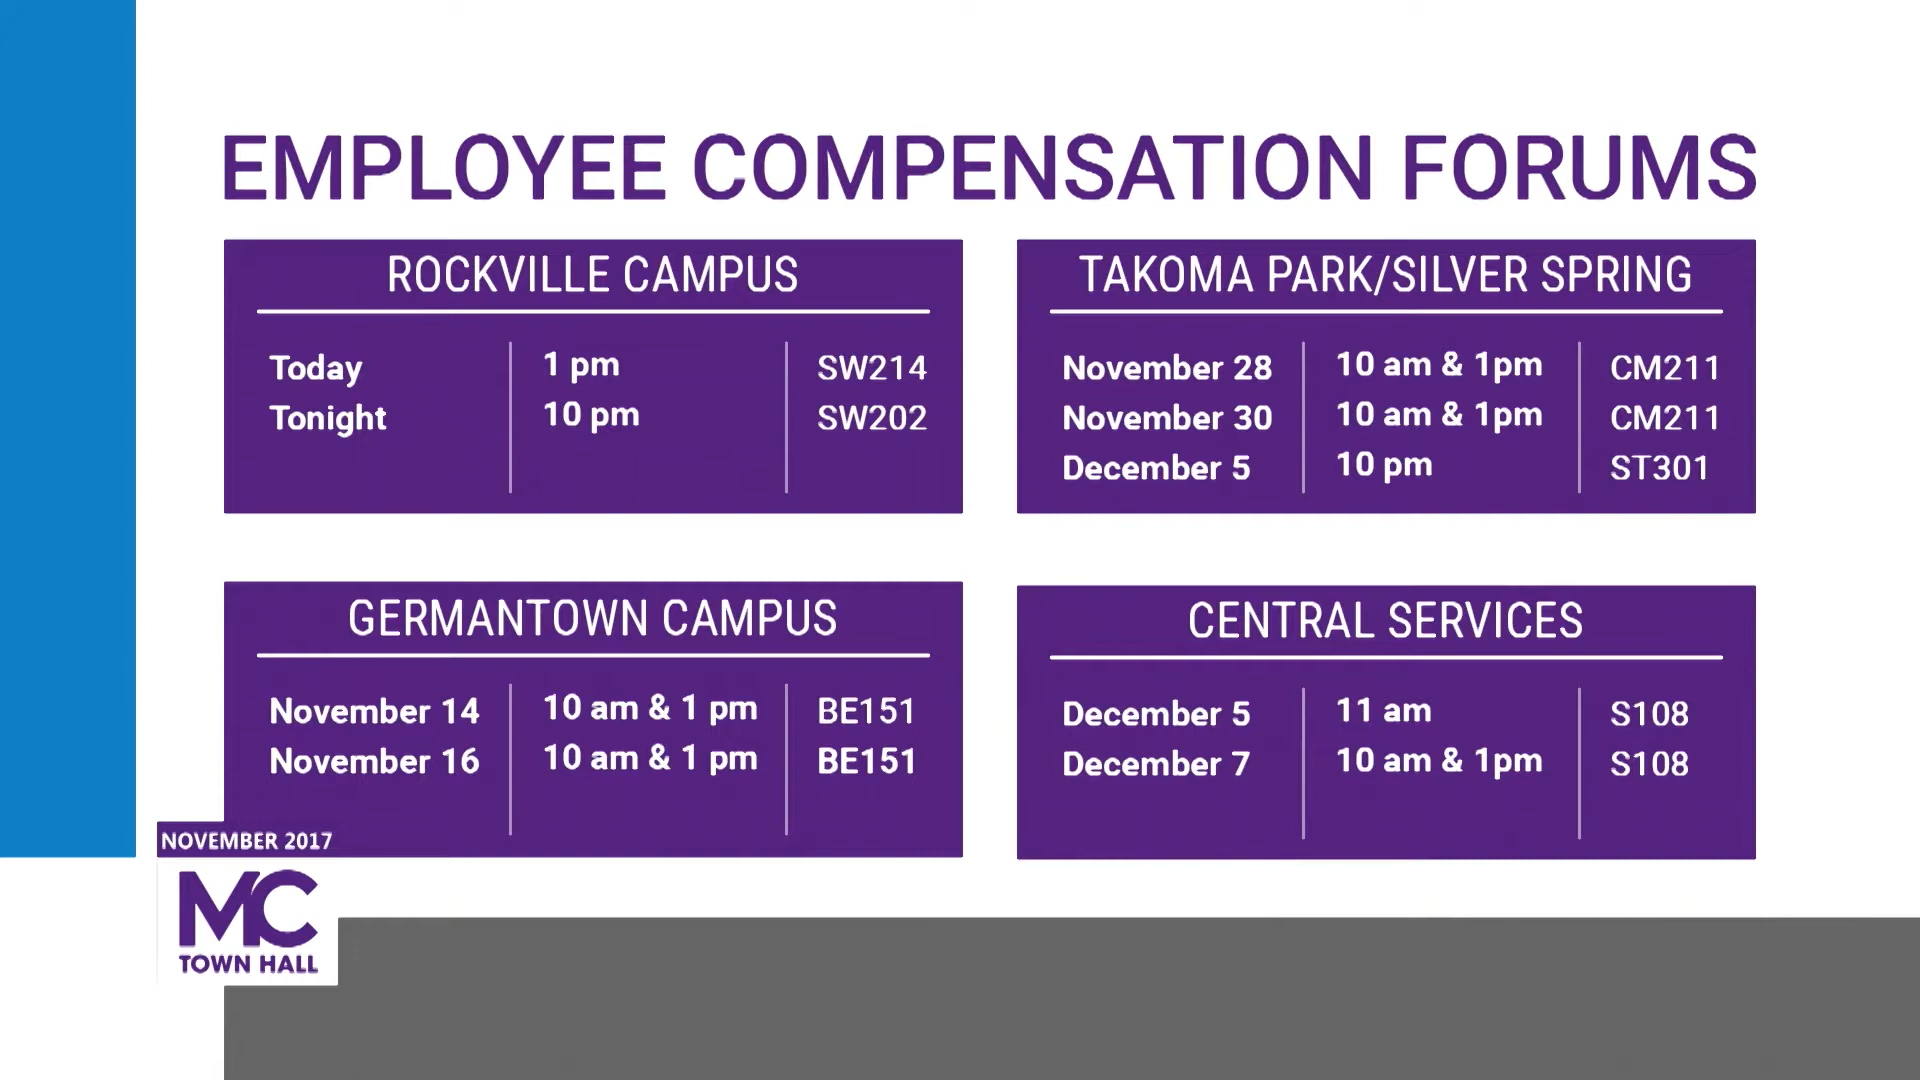 EMPLOYEE COMPENSATION FORUMS
ROCKVILLE CAMPUS
Today 1 pm SW214
Tonight 10 pm SW202
TAKOMA PARK/SILVER SPRING
November 28 10 am & 1pm CM211
November 30 10 am & 1pm CM211
December 5 10 pm ST301
GERMANTOWN CAMPUS
November 14 10 am & 1 pm BE151
November 16 10 am & 1 pm BE151
CENTRAL SERVICES
December 5 11 am S108
December 7 10 am & 1pm S108
NOVEMBER 2017
MC
TOWN HALL